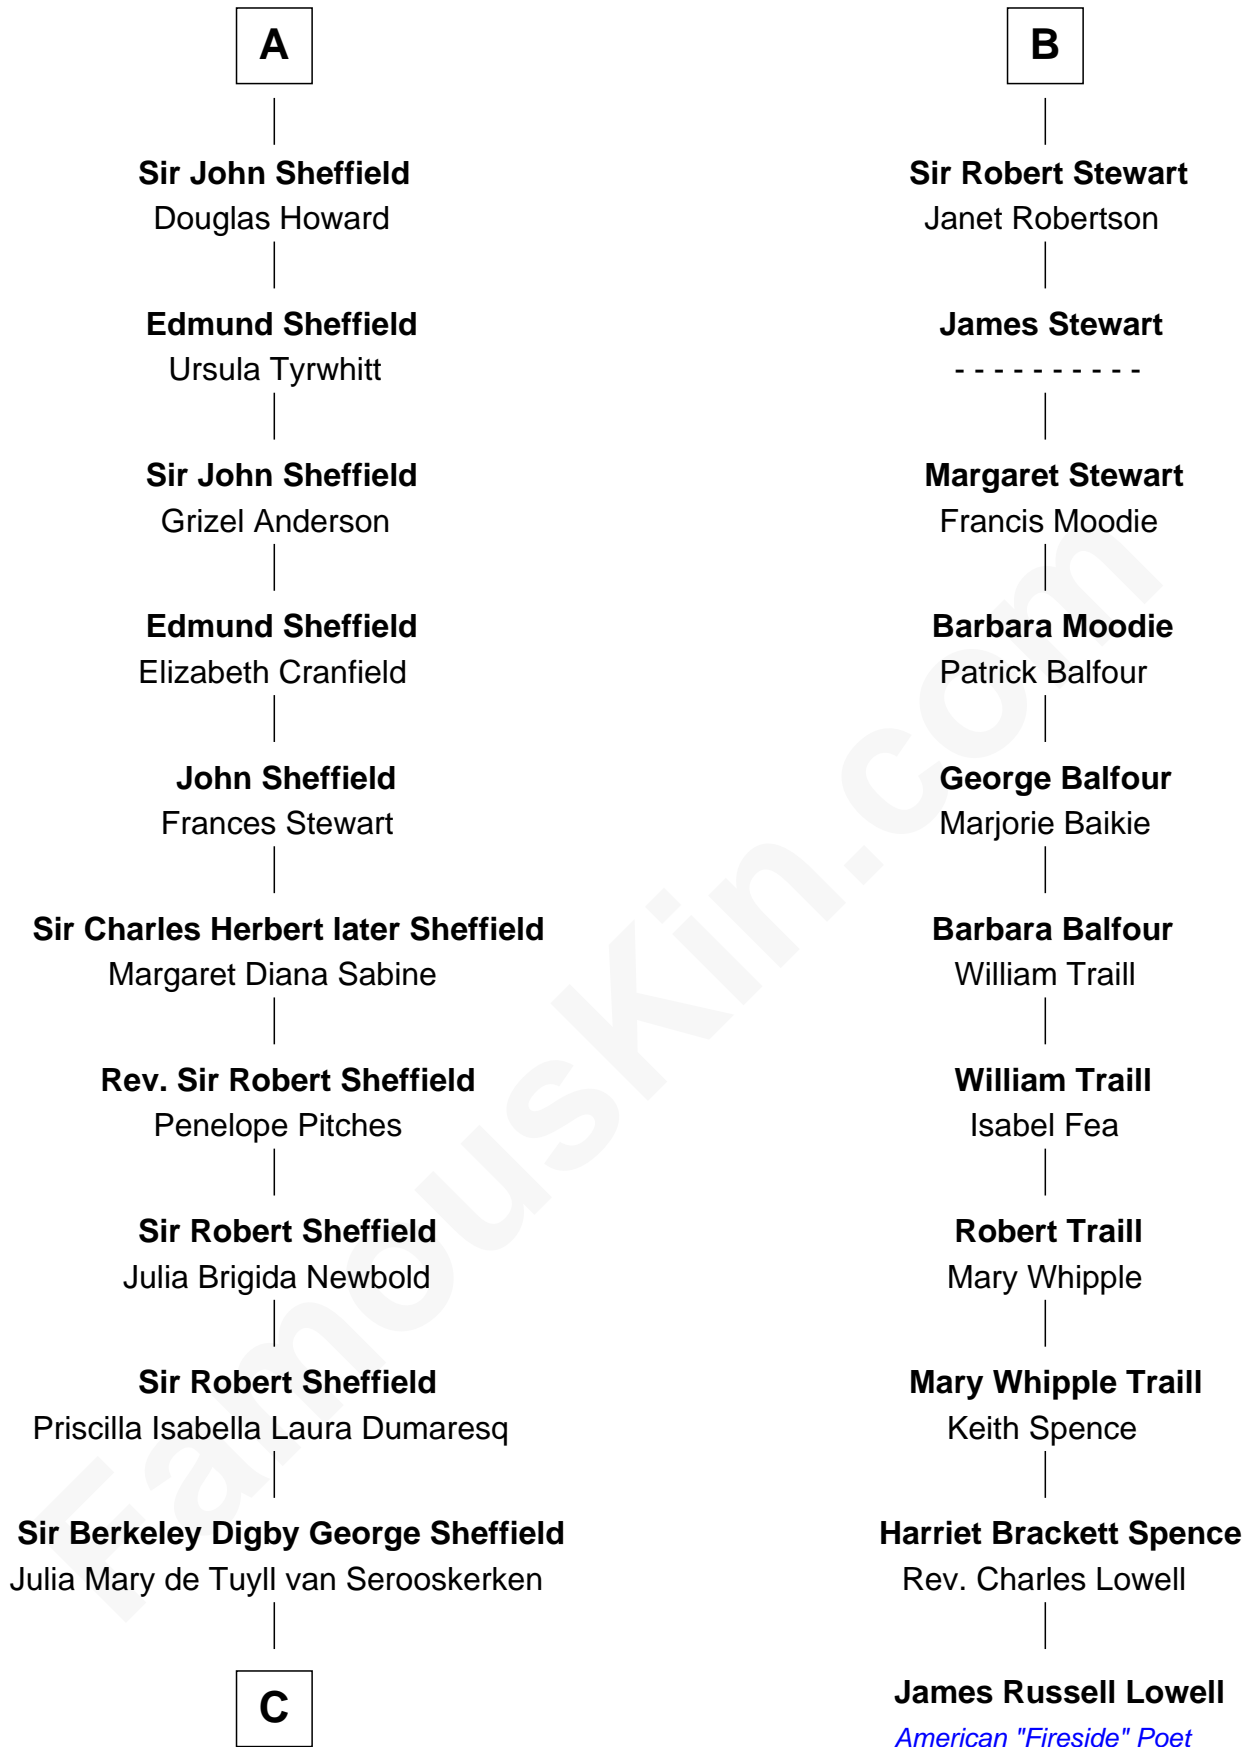 A
Sir John Sheffield
Douglas Howard
Edmund Sheffield
Ursula Tyrwhitt
Sir John Sheffield
Grizel Anderson
Edmund Sheffield
Elizabeth Cranfield
John Sheffield
Frances Stewart
Sir Charles Herbert later Sheffield
Margaret Diana Sabine
Rev. Sir Robert Sheffield
Penelope Pitches
Sir Robert Sheffield
Julia Brigida Newbold
Sir Robert Sheffield
Priscilla Isabella Laura Dumaresq
Sir Berkeley Digby George Sheffield
Julia Mary de Tuyll van Serooskerken
C
B
Sir Robert Stewart
Janet Robertson
James Stewart
- - - - - - - - - -
Margaret Stewart
Francis Moodie
Barbara Moodie
Patrick Balfour
George Balfour
Marjorie Baikie
Barbara Balfour
William Traill
William Traill
Isabel Fea
Robert Traill
Mary Whipple
Mary Whipple Traill
Keith Spence
Harriet Brackett Spence
Rev. Charles Lowell
James Russell Lowell
American "Fireside" Poet
FamousKin.com